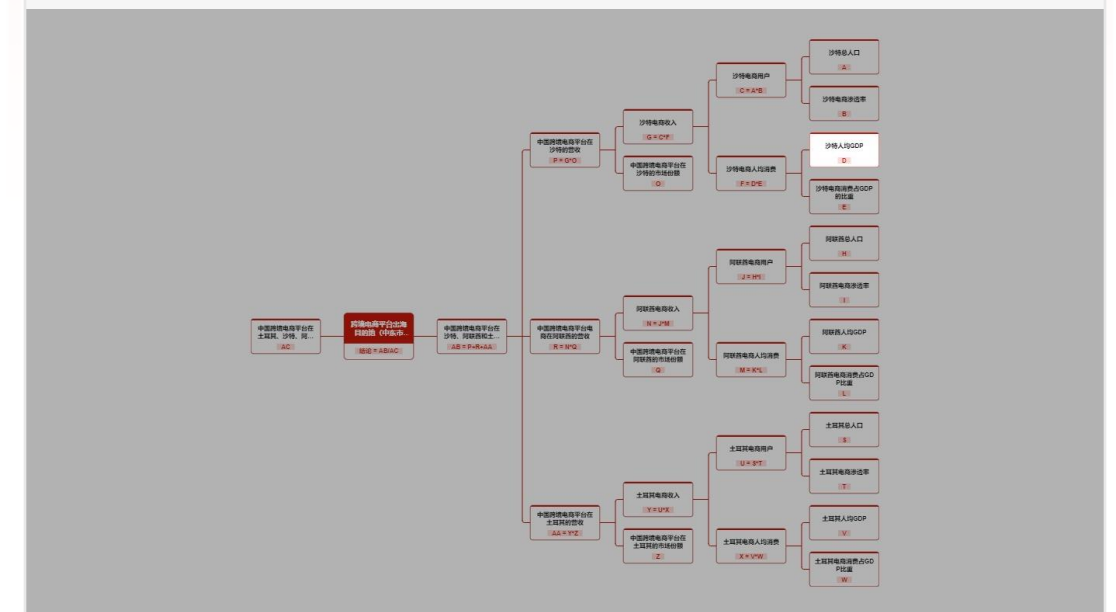 沙特总人口
A
沙特电商用户
C = A*B
沙特电商渗透率
B
沙特电商收入
G = C*F
中国跨境电商平台在
沙特的营收
P = G*O
沙特人均GDP
D
中国跨境电商平台在
沙特的市场份额
O
沙特电商人均消费
F = D*E
沙特电商消费占GDP
的比重
E
阿联酋总人口
H
阿联酋电商用户
J = H*I
阿联酋电商渗透率
I
阿联酋电商收入
N = J*M
中国跨境电商平台在
土耳其、沙特、阿...
AC
跨境电商平台出海
目的地（中东市...
结论 = AB/AC
中国跨境电商平台在
沙特、阿联酋和土...
AB = P+R+AA
中国跨境电商平台电
商在阿联酋的营收
R = N*Q
阿联酋人均GDP
K
中国跨境电商平台在
阿联酋的市场份额
Q
阿联酋电商人均消费
M = K*L
阿联酋电商消费占GD
P比重
L
土耳其总人口
S
土耳其电商用户
U = S*T
土耳其电商渗透率
T
土耳其电商收入
Y = U*X
中国跨境电商平台在
土耳其的营收
AA = Y*Z
土耳其人均GDP
V
中国跨境电商平台在
土耳其的市场份额
Z
土耳其电商人均消费
X = V*W
土耳其电商消费占GD
P比重
W